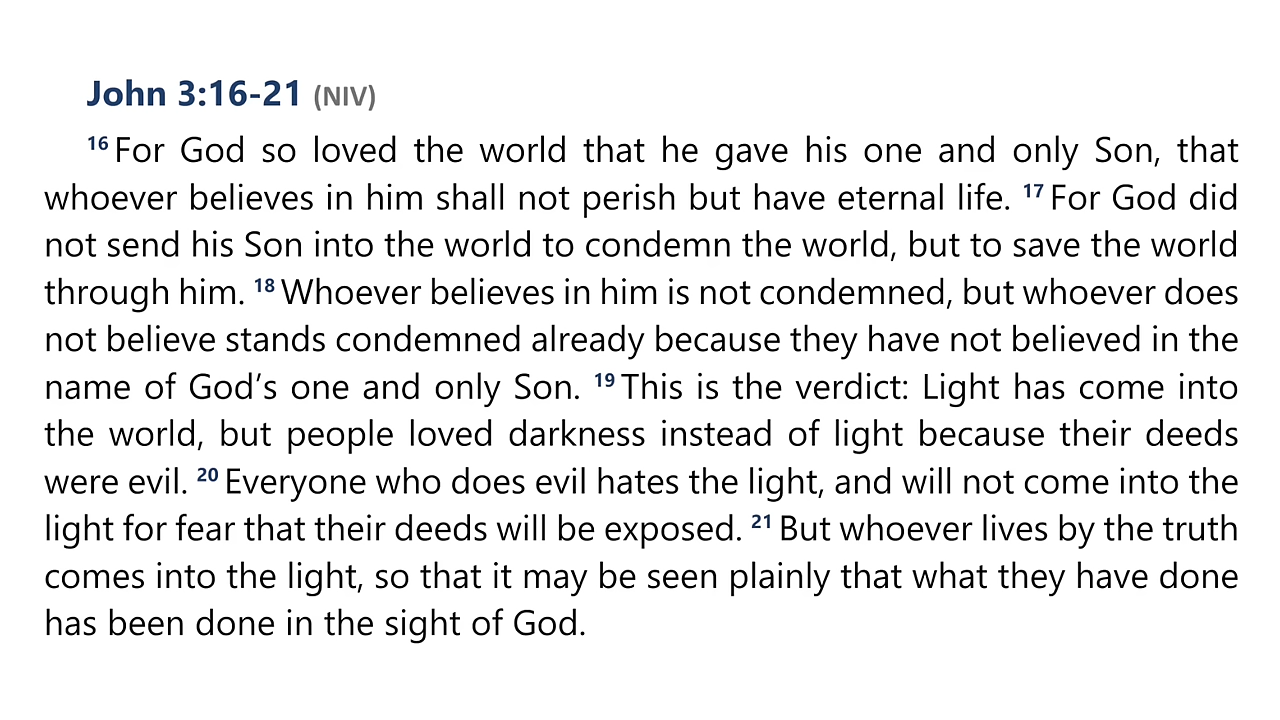 John 3:16-21 (NIV)
16 For God so loved the world that he gave his one and only Son, that
whoever believes in him shall not perish but have eternal life. 17 For God did
not send his Son into the world to condemn the world, but to save the world
through him. 18 Whoever believes in him is not condemned, but whoever does
not believe stands condemned already because they have not believed in the
name of God’s one and only Son. 19 This is the verdict: Light has come into
the world, but people loved darkness instead of light because their deeds
were evil. 20 Everyone who does evil hates the light, and will not come into the
light for fear that their deeds will be exposed. 21 But whoever lives by the truth
comes into the light, so that it may be seen plainly that what they have done
has been done in the sight of God.